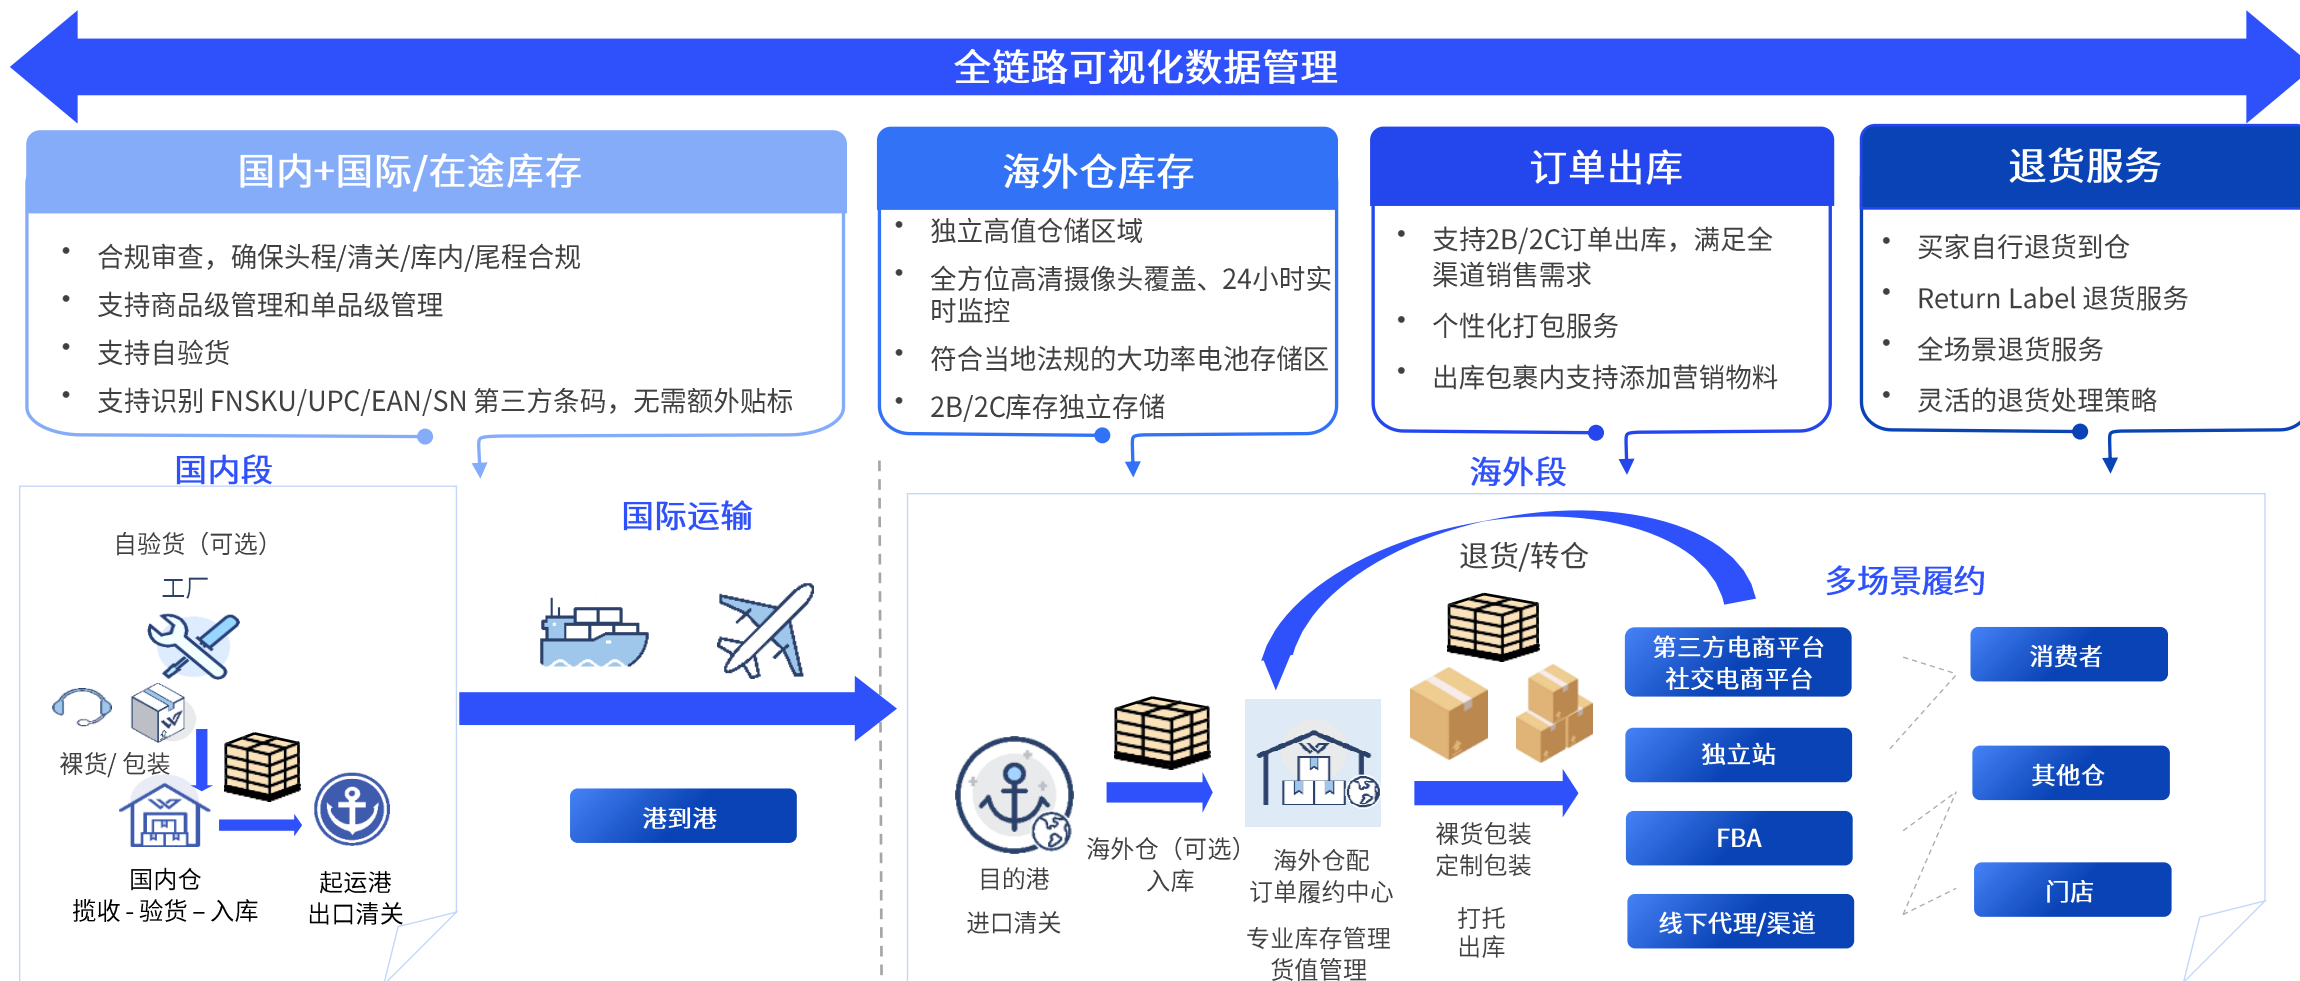 全链路可视化数据管理
国内+国际/在途库存
合规审查，确保头程/清关/库内/尾程合规
支持商品级管理和单品级管理
支持自验货
支持识别 FNSKU/UPC/EAN/SN 第三方条码，无需额外贴标
海外仓库存
独立高值仓储区域
全方位高清摄像头覆盖、24小时实
时监控
符合当地法规的大功率电池存储区
2B/2C库存独立存储
订单出库
支持2B/2C订单出库，满足全
渠道销售需求
个性化打包服务
出库包裹内支持添加营销物料
退货服务
买家自行退货到仓
Return Label 退货服务
全场景退货服务
灵活的退货处理策略
国内段
自验货（可选）
工厂
裸货/ 包装
国内仓
揽收 - 验货 – 入库
起运港
出口清关
国际运输
港到港
海外段
退货/转仓
目的港
进口清关
海外仓（可选）
入库
海外仓配
订单履约中心
专业库存管理
货值管理
裸货包装
定制包装
打托
出库
多场景履约
第三方电商平台
社交电商平台
独立站
FBA
线下代理/渠道
消费者
其他仓
门店